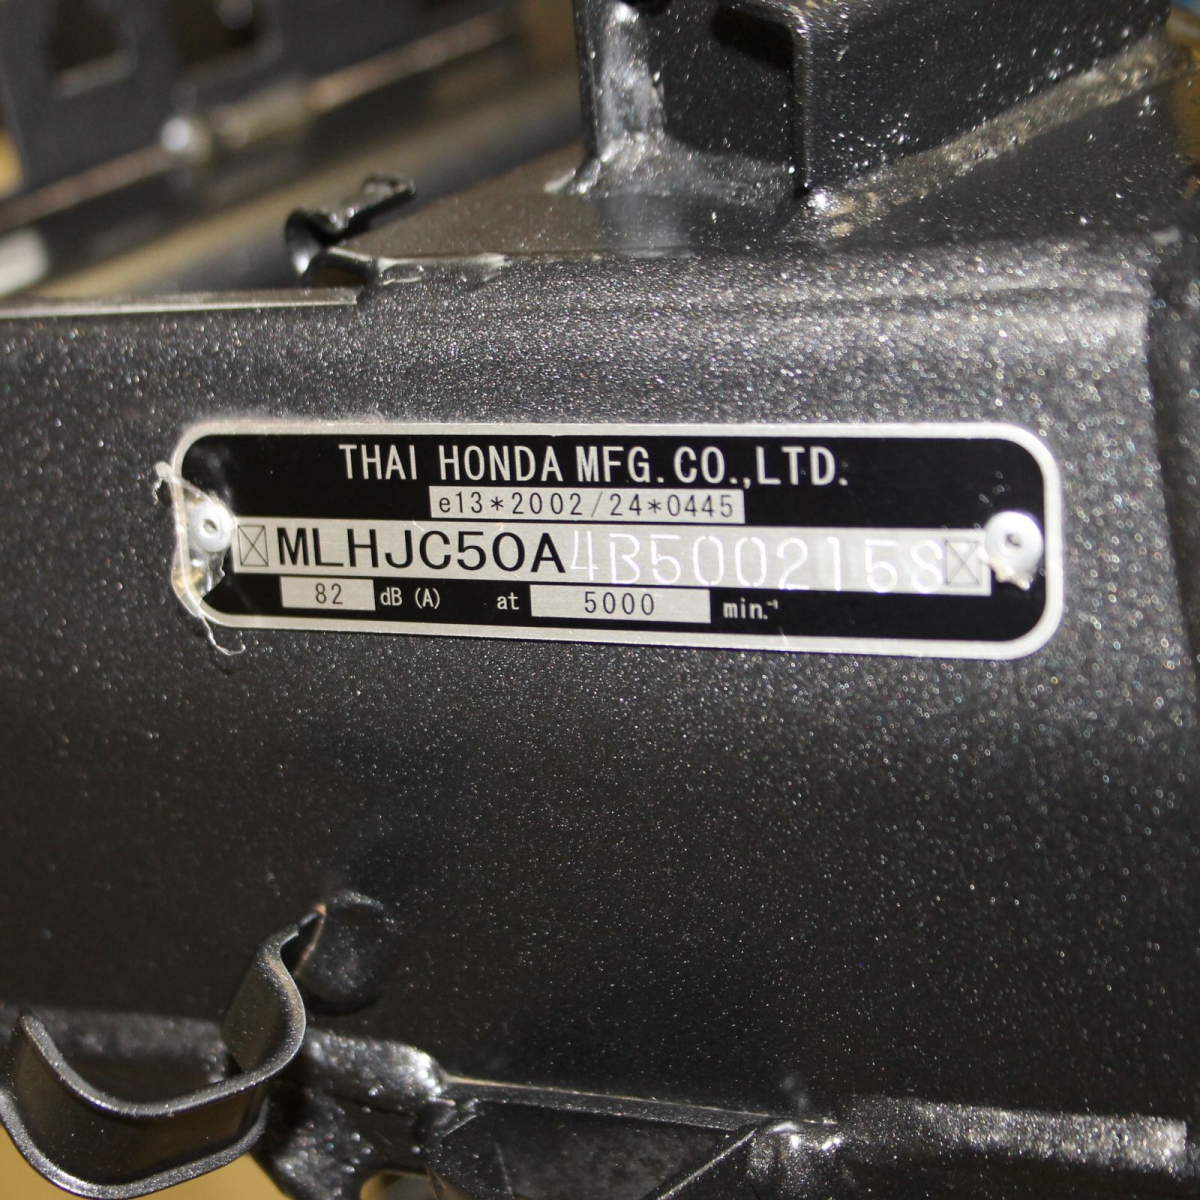 THAI HONDA MFG. CO.,LTD.
e13*2002/24*0445
MLHJC50A4B5002158
82 dB (A) at 5000 min.⁻¹